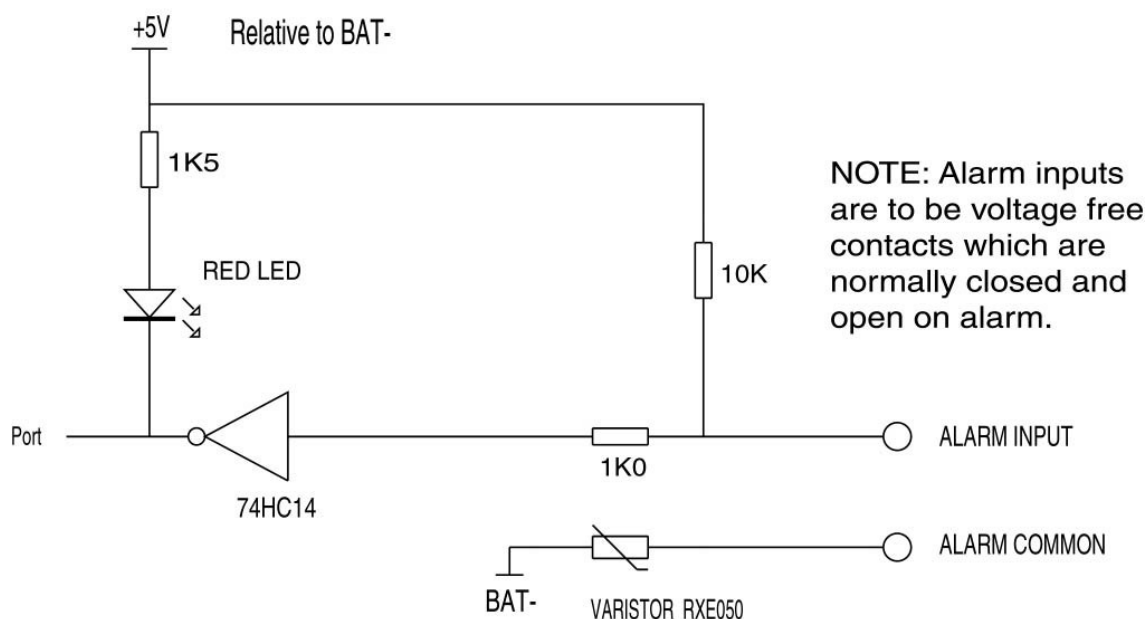 +5V
Relative to BAT-
1K5
NOTE: Alarm inputs
are to be voltage free
contacts which are
normally closed and
open on alarm.
RED LED
10K
Port
1K0
ALARM INPUT
74HC14
ALARM COMMON
BAT-
VARISTOR RXE050